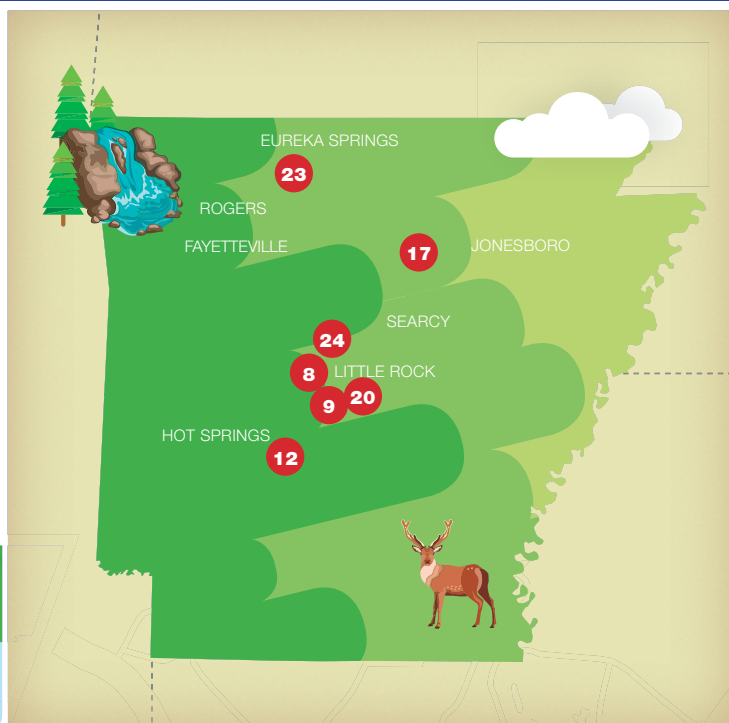 EUREKA SPRINGS
23
ROGERS
FAYETTEVILLE
17
JONESBORO
SEARCY
24
8
LITTLE ROCK
9
20
HOT SPRINGS
12